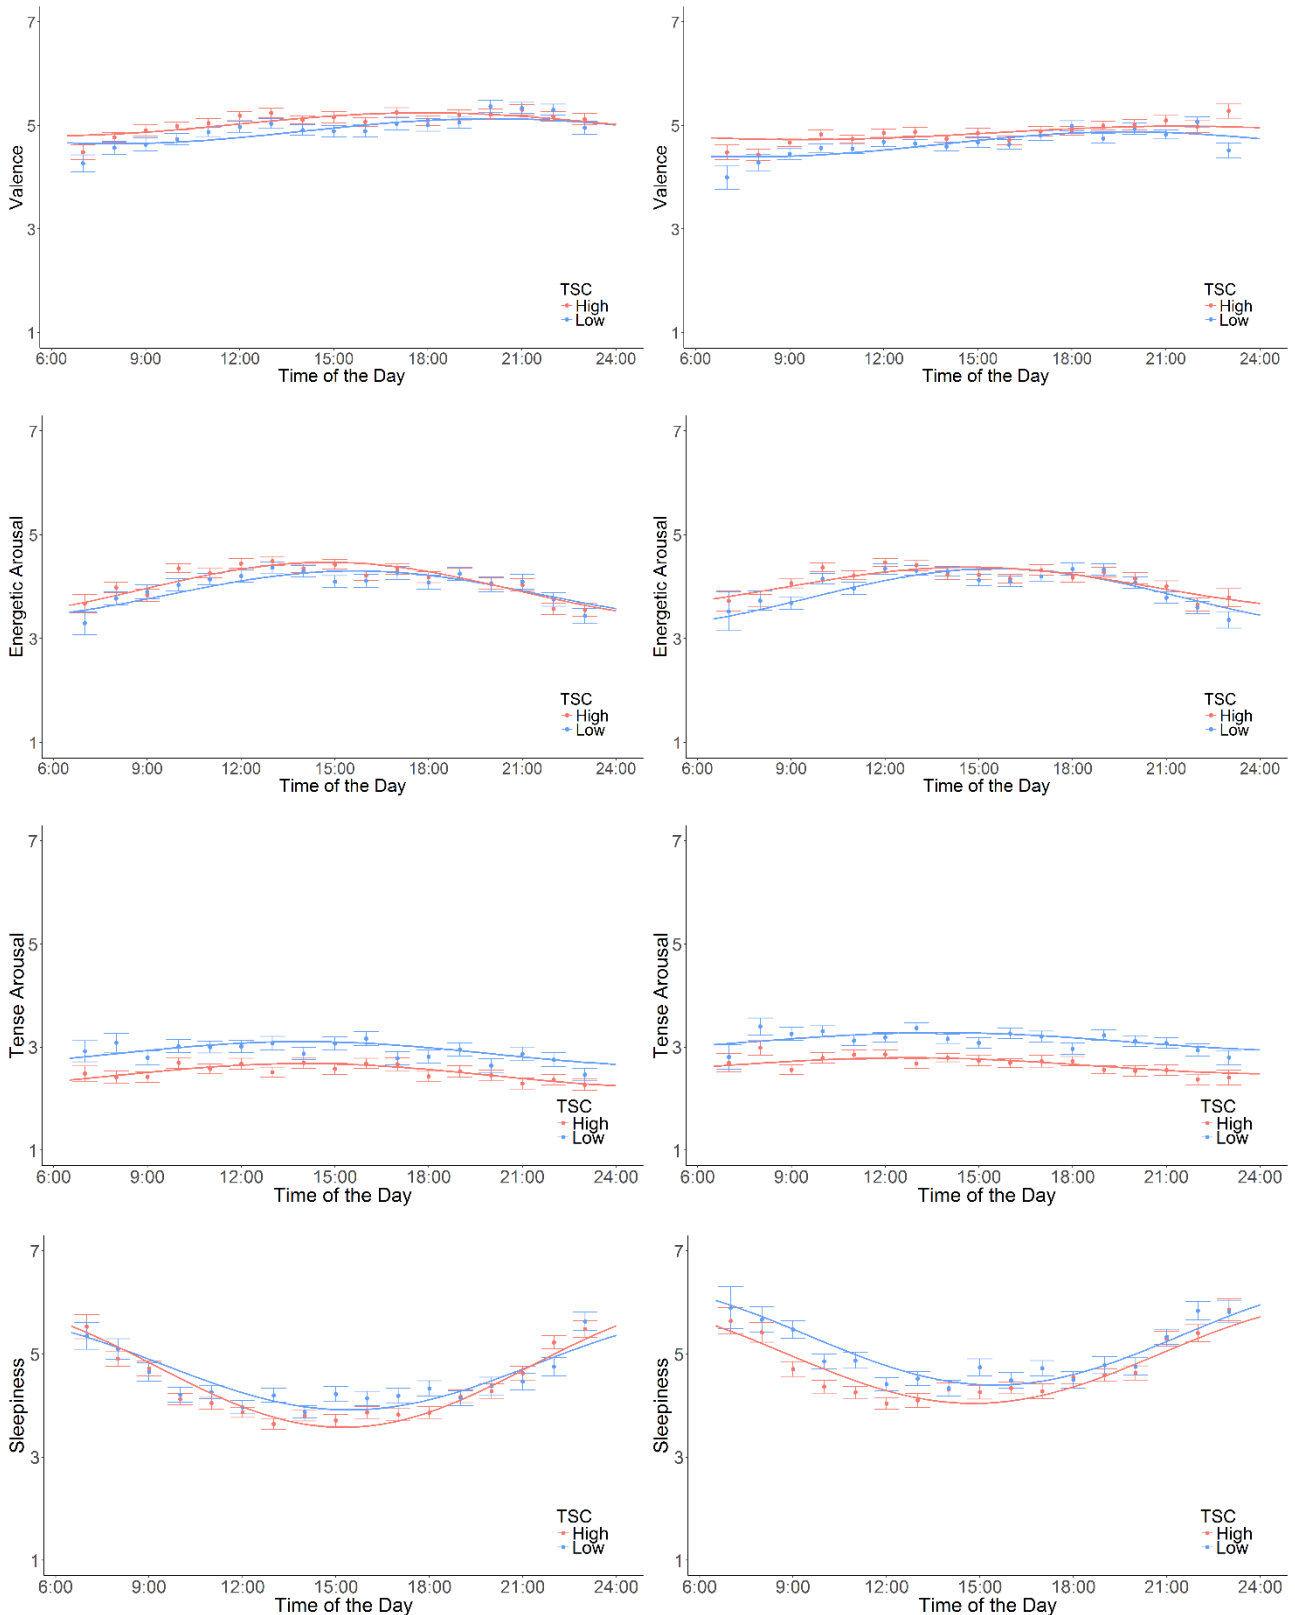 7
5
3
1
Valence
TSC
High
Low
6:00 9:00 12:00 15:00 18:00 21:00 24:00
Time of the Day
7
5
3
1
Valence
TSC
High
Low
6:00 9:00 12:00 15:00 18:00 21:00 24:00
Time of the Day
7
5
3
1
Energetic Arousal
TSC
High
Low
6:00 9:00 12:00 15:00 18:00 21:00 24:00
Time of the Day
7
5
3
1
Energetic Arousal
TSC
High
Low
6:00 9:00 12:00 15:00 18:00 21:00 24:00
Time of the Day
7
5
3
1
Tense Arousal
TSC
High
Low
6:00 9:00 12:00 15:00 18:00 21:00 24:00
Time of the Day
7
5
3
1
Tense Arousal
TSC
High
Low
6:00 9:00 12:00 15:00 18:00 21:00 24:00
Time of the Day
7
5
3
1
Sleepiness
TSC
High
Low
6:00 9:00 12:00 15:00 18:00 21:00 24:00
Time of the Day
7
5
3
1
Sleepiness
TSC
High
Low
6:00 9:00 12:00 15:00 18:00 21:00 24:00
Time of the Day